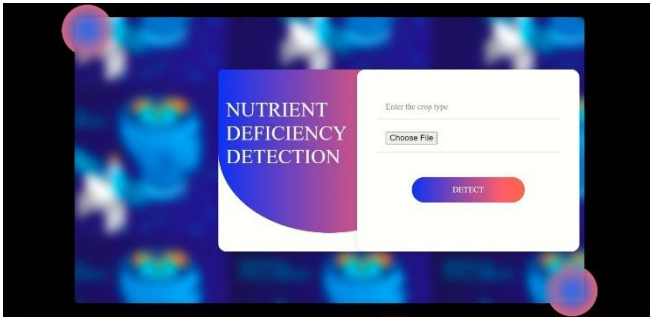 NUTRIENT
DEFICIENCY
DETECTION
Enter the crop type
Choose File
DETECT